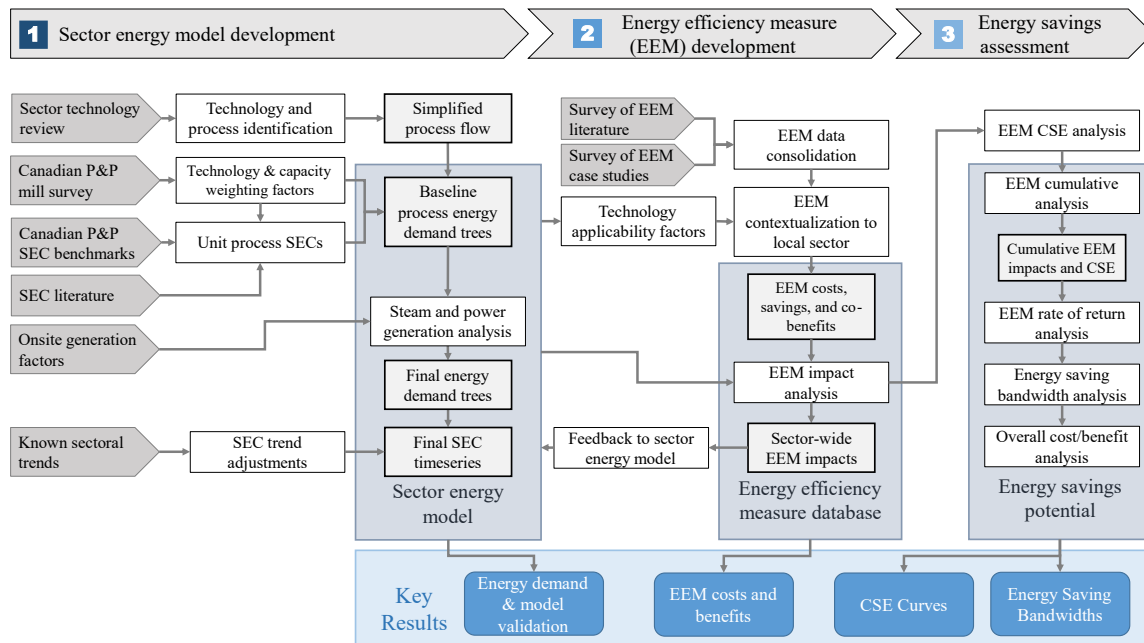 1 Sector energy model development
2 Energy efficiency measure
(EEM) development
3 Energy savings
assessment
Sector technology
review
Technology and
process identification
Simplified
process flow
Canadian P&P
mill survey
Technology & capacity
weighting factors
Baseline
process energy
demand trees
Canadian P&P
SEC benchmarks
Unit process SECs
SEC literature
Onsite generation
factors
Steam and power
generation analysis
Final energy
demand trees
Known sectoral
trends
SEC trend
adjustments
Final SEC
timeseries
Sector energy
model
Survey of EEM
literature
Survey of EEM
case studies
EEM data
consolidation
Technology
applicability factors
EEM
contextualization to
local sector
EEM costs,
savings, and co-
benefits
EEM impact
analysis
Feedback to sector
energy model
Sector-wide
EEM impacts
Energy efficiency
measure database
EEM CSE analysis
EEM cumulative
analysis
Cumulative EEM
impacts and CSE
EEM rate of return
analysis
Energy saving
bandwidth analysis
Overall cost/benefit
analysis
Energy savings
potential
Key
Results
Energy demand
& model
validation
EEM costs and
benefits
CSE Curves
Energy Saving
Bandwidths